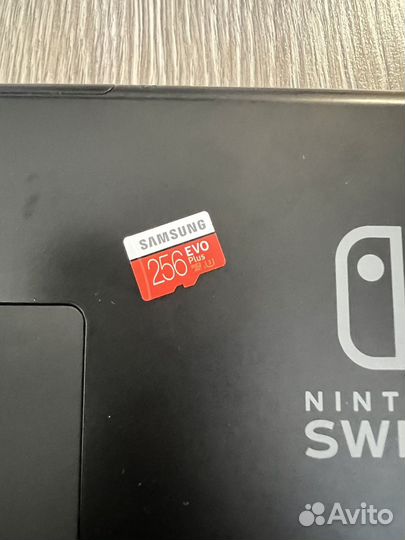 SAMSUNG
256 EVO
Plus
NINT
SWI
Avito